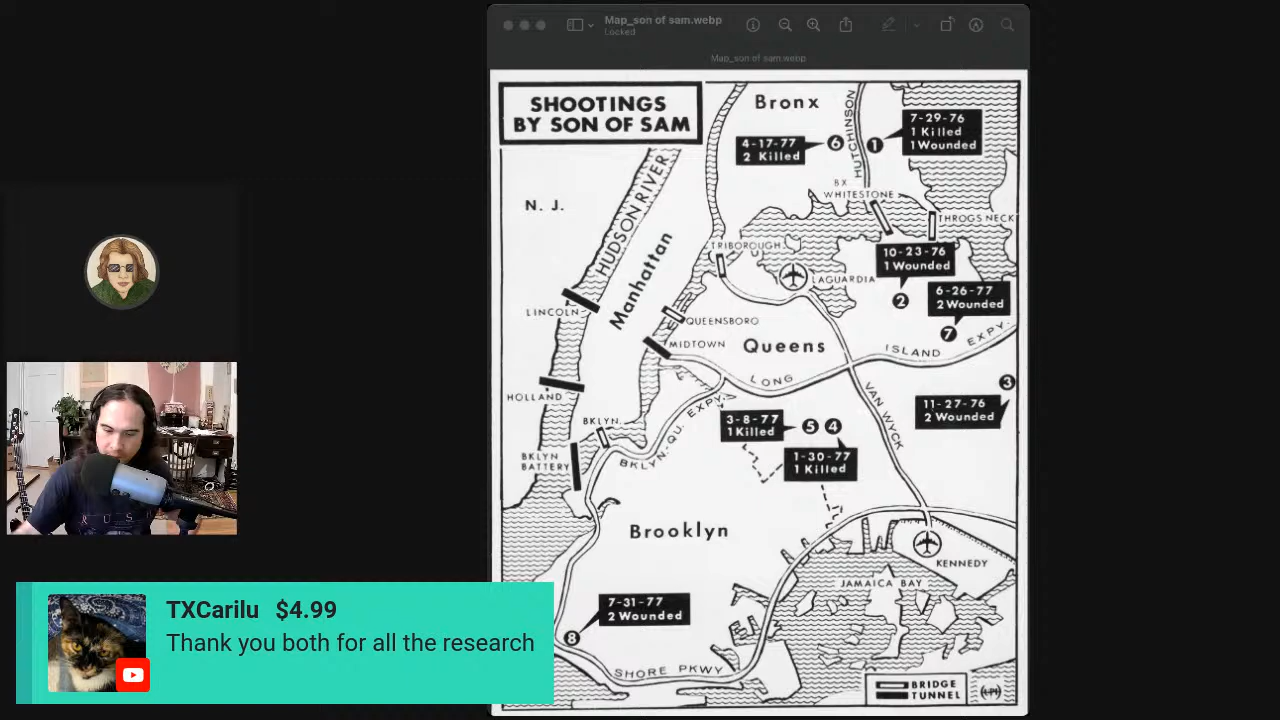 Map_son of sam.webp
Locked
Map_son of sam.webp
SHOOTINGS
BY SON OF SAM
Bronx
HUTCHINSON
7-29-76
1 Killed
1 Wounded
1
4-17-77
2 Killed
6
N. J.
HUDSON RIVER
Manhattan
BX
WHITESTONE
THROGS NECK
TRIBOROUGH
10-23-76
1 Wounded
2
LAGUARDIA
6-26-77
2 Wounded
7
LINCOLN
QUEENSBORO
MIDTOWN
Queens
LONG
ISLAND
EXPY.
HOLLAND
VAN WYCK
3
11-27-76
2 Wounded
BKLYN.
BKLYN.-QU. EXPY.
3-8-77
1 Killed
5
4
1-30-77
1 Killed
BKLYN
BATTERY
Brooklyn
KENNEDY
JAMAICA BAY
7-31-77
2 Wounded
8
SHORE PKWY
BRIDGE
TUNNEL
LPI
RUS
TXCarilu $4.99
Thank you both for all the research